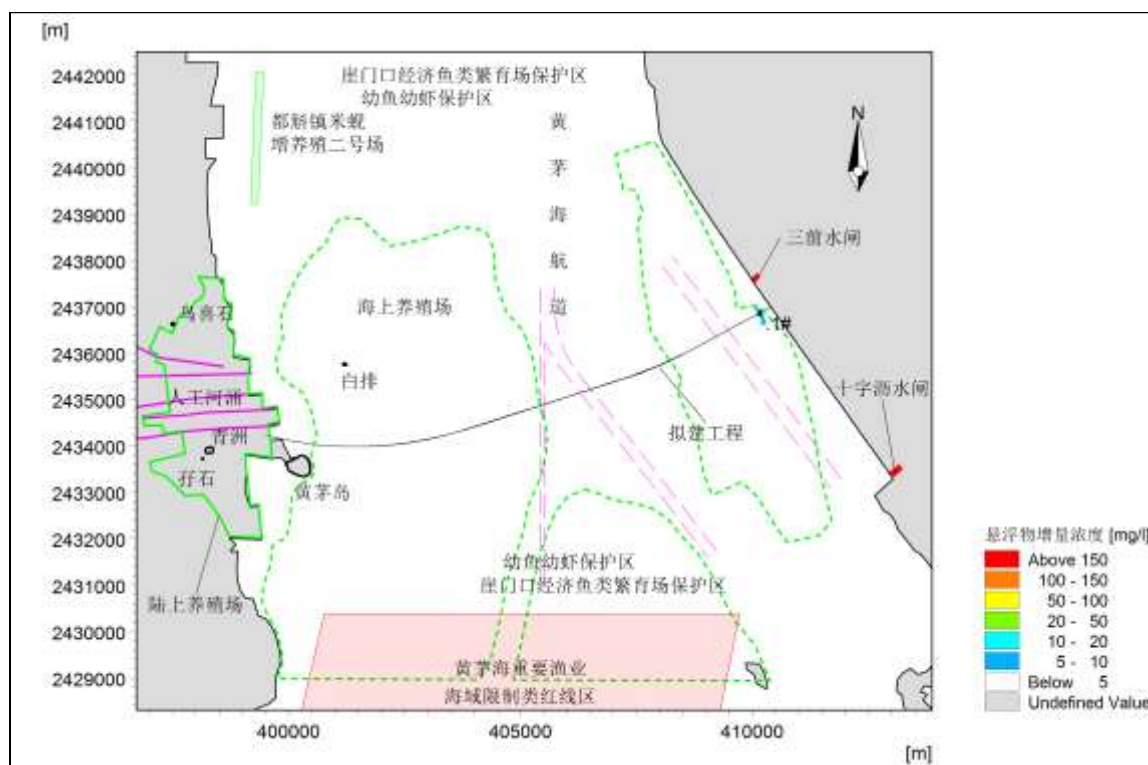 [m]
2442000
2441000
2440000
2439000
2438000
2437000
2436000
2435000
2434000
2433000
2432000
2431000
2430000
2429000
400000
405000
410000
[m]
崖门口经济鱼类繁育场保护区
幼鱼幼虾保护区
都斛镇米蚬
增养殖二号场
黄茅海航道
N
三前水闸
海上养殖场
1#
乌喜石
白排
人工河涌
十字沥水闸
青洲
拟建工程
孖石
黄茅岛
幼鱼幼虾保护区
崖门口经济鱼类繁育场保护区
陆上养殖场
黄茅海重要渔业
海域限制类红线区
悬浮物增量浓度 [mg/l]
Above 150
100 - 150
50 - 100
20 - 50
10 - 20
5 - 10
Below 5
Undefined Value